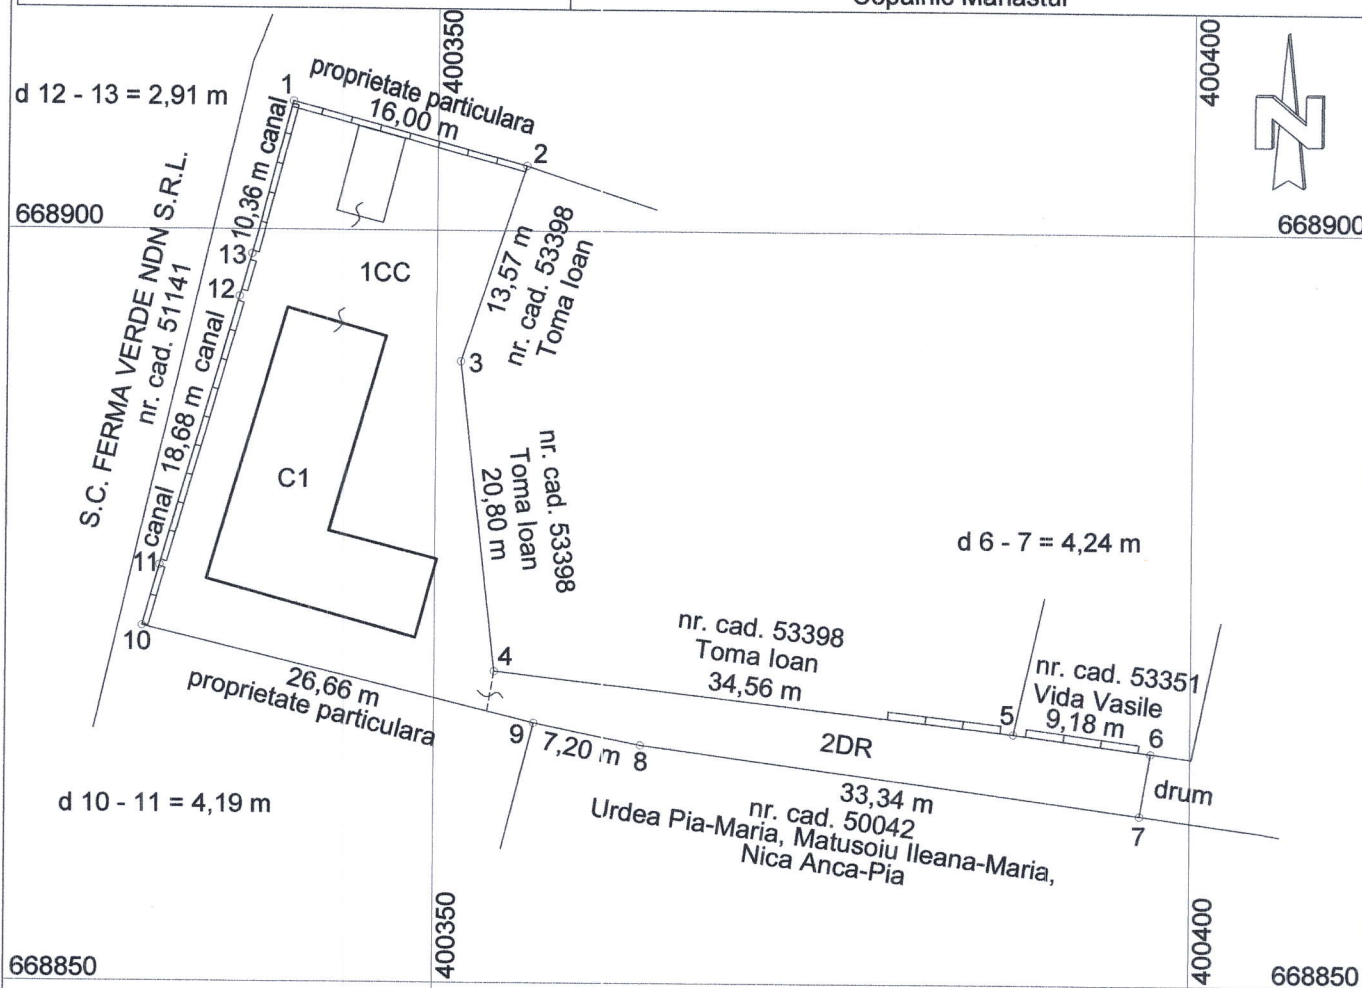 400350
400400
d 12 - 13 = 2,91 m
1
proprietate particulara
16,00 m
2
N
10,36 m canal
668900
668900
S.C. FERMA VERDE NDN S.R.L.
nr. cad. 51141
13
12
1CC
13,57 m
nr. cad. 53398
Toma Ioan
3
canal 18,68 m canal
C1
nr. cad. 53398
Toma Ioan
20,80 m
d 6 - 7 = 4,24 m
11
10
4
nr. cad. 53398
Toma Ioan
34,56 m
nr. cad. 53351
Vida Vasile
9,18 m
5
6
26,66 m
proprietate particulara
9
7,20 m
8
2DR
drum
7
d 10 - 11 = 4,19 m
33,34 m
nr. cad. 50042
Urdea Pia-Maria, Matusoiu Ileana-Maria,
Nica Anca-Pia
400350
400400
668850
668850